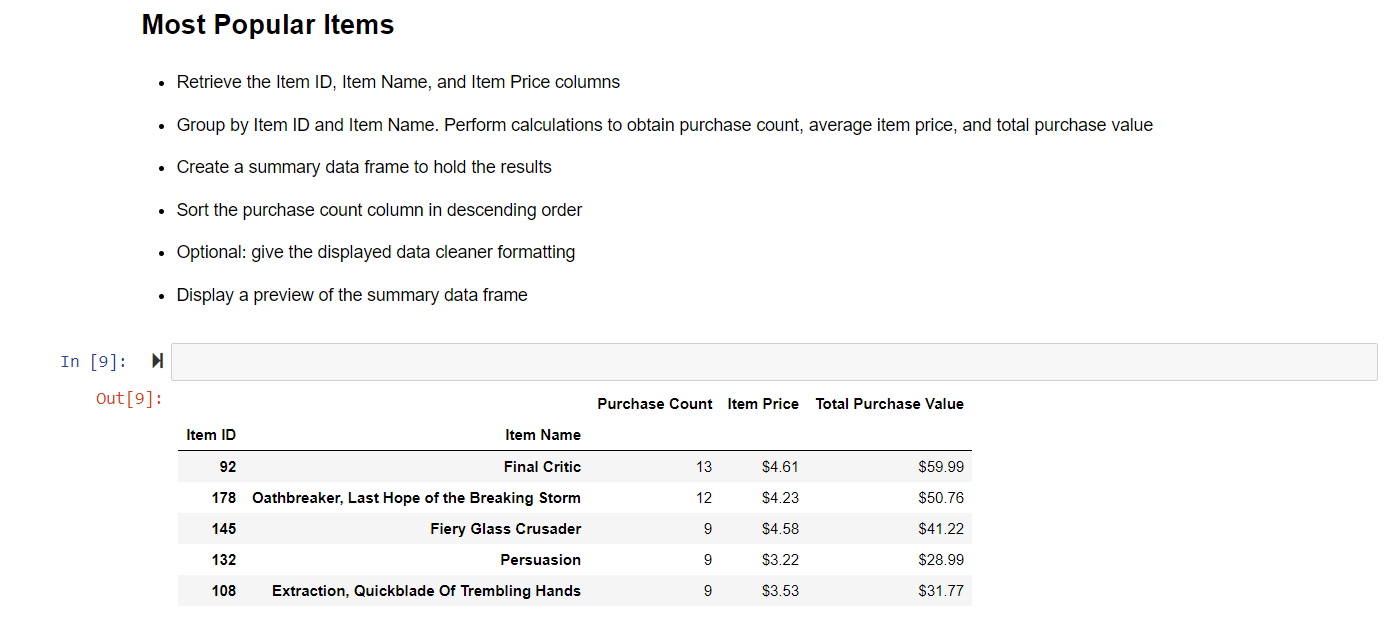 Most Popular Items
• Retrieve the Item ID, Item Name, and Item Price columns
• Group by Item ID and Item Name. Perform calculations to obtain purchase count, average item price, and total purchase value
• Create a summary data frame to hold the results
• Sort the purchase count column in descending order
• Optional: give the displayed data cleaner formatting
• Display a preview of the summary data frame
In [9]:
Out[9]:
Purchase Count Item Price Total Purchase Value
Item ID Item Name
92 Final Critic 13 $4.61 $59.99
178 Oathbreaker, Last Hope of the Breaking Storm 12 $4.23 $50.76
145 Fiery Glass Crusader 9 $4.58 $41.22
132 Persuasion 9 $3.22 $28.99
108 Extraction, Quickblade Of Trembling Hands 9 $3.53 $31.77